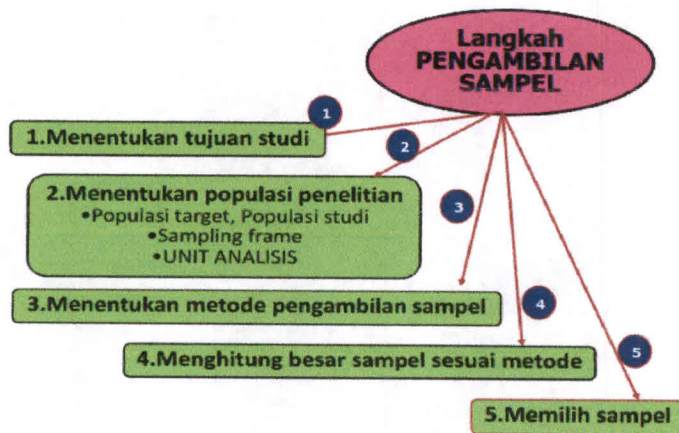 Langkah
PENGAMBILAN
SAMPEL
1
1.Menentukan tujuan studi
2
2.Menentukan populasi penelitian
•Populasi target, Populasi studi
•Sampling frame
•UNIT ANALISIS
3
3.Menentukan metode pengambilan sampel
4
4.Menghitung besar sampel sesuai metode
5
5.Memilih sampel